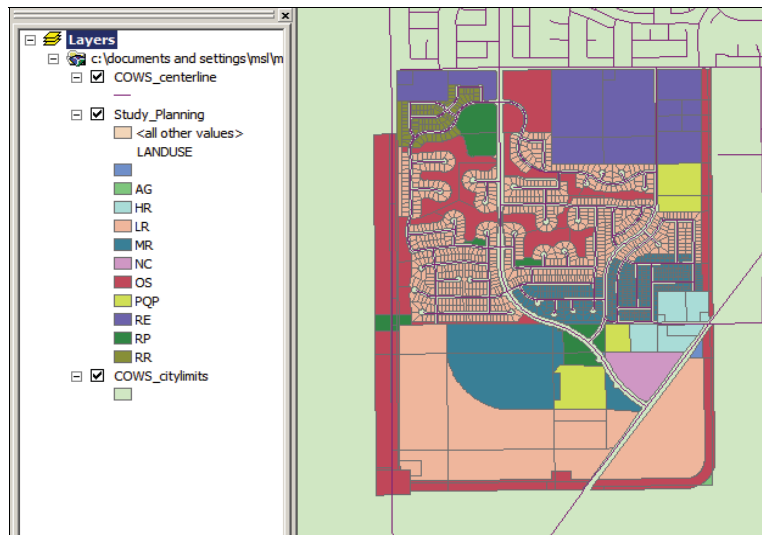 Layers
c:\documents and settings\msl\m
COWS_centerline
Study_Planning
<all other values>
LANDUSE
AG
HR
LR
MR
NC
OS
PQP
RE
RP
RR
COWS_citylimits